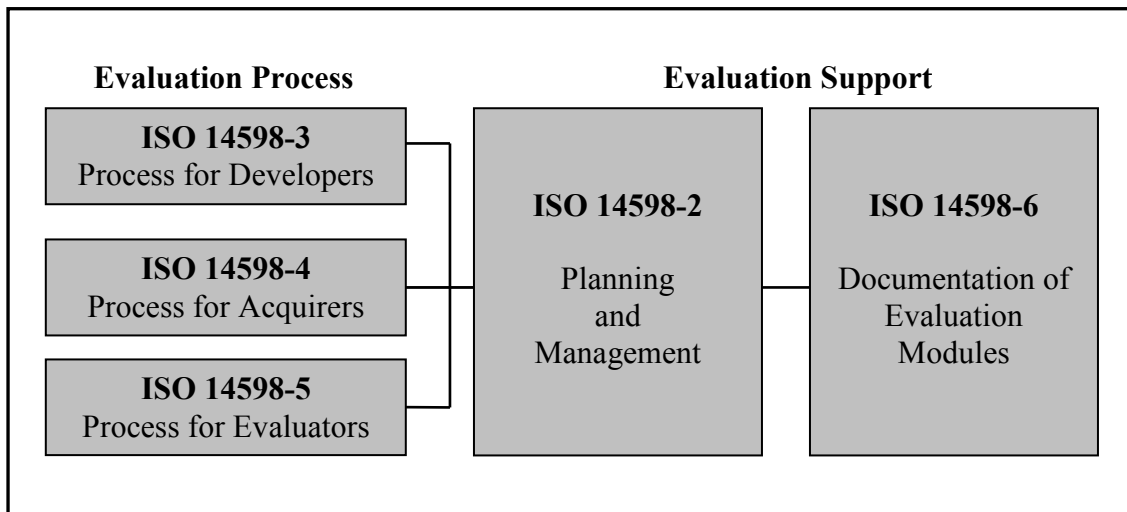 Evaluation Process
Evaluation Support
ISO 14598-3
Process for Developers
ISO 14598-4
Process for Acquirers
ISO 14598-5
Process for Evaluators
ISO 14598-2
Planning
and
Management
ISO 14598-6
Documentation of
Evaluation
Modules